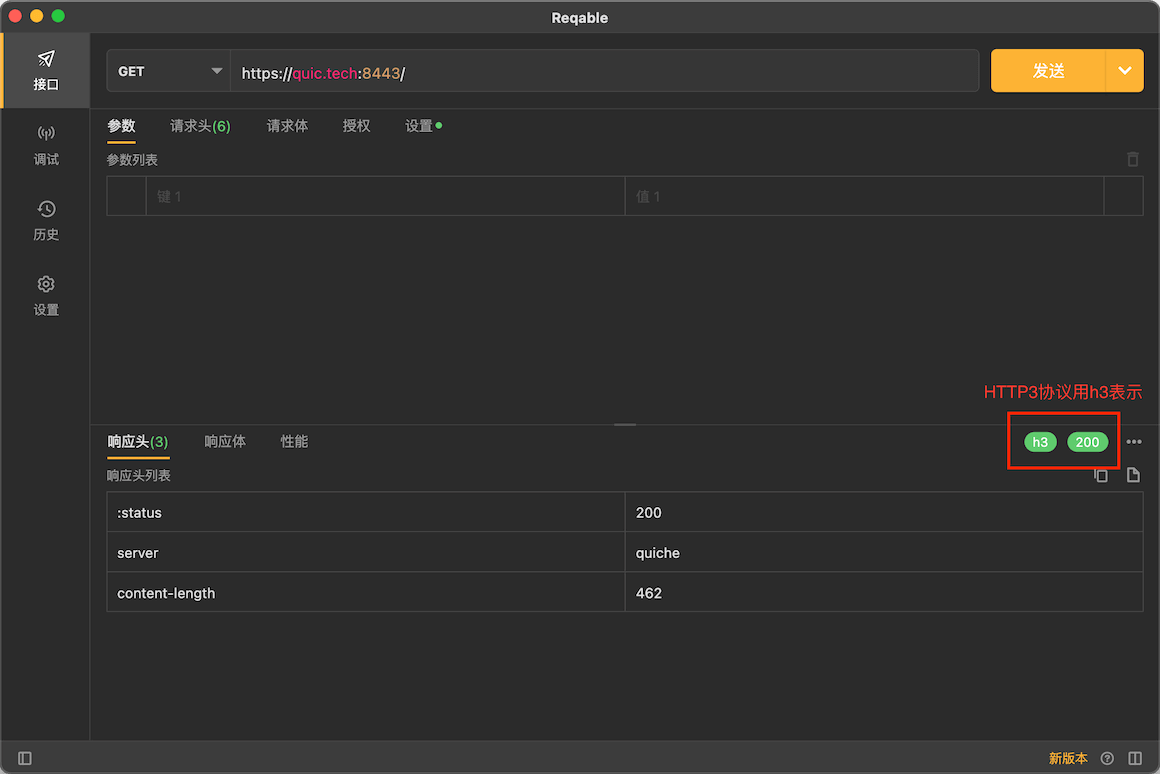 Reqable
接口
调试
历史
设置
GET
https://quic.tech:8443/
发送
参数 请求头(6) 请求体 授权 设置
参数列表
键 1 值 1
HTTP3协议用h3表示
响应头(3) 响应体 性能 h3 200
响应头列表
:status 200
server quiche
content-length 462
新版本